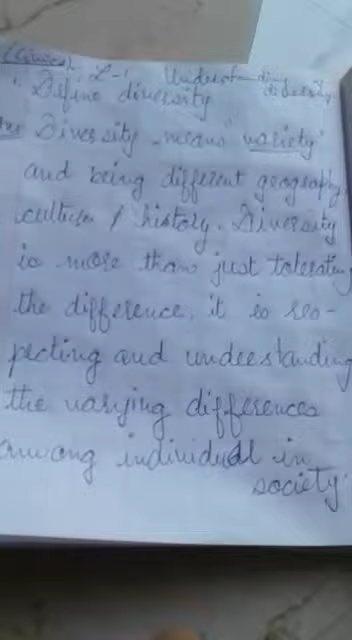 (Civics) L-1 Understanding diversity
1. Define diversity
Ans Diversity means "variety"
and being different geography,
culture / history. Diversity
is more than just tolerating
the difference, it is res-
pecting and understanding
the varying differences
among individual in
society.